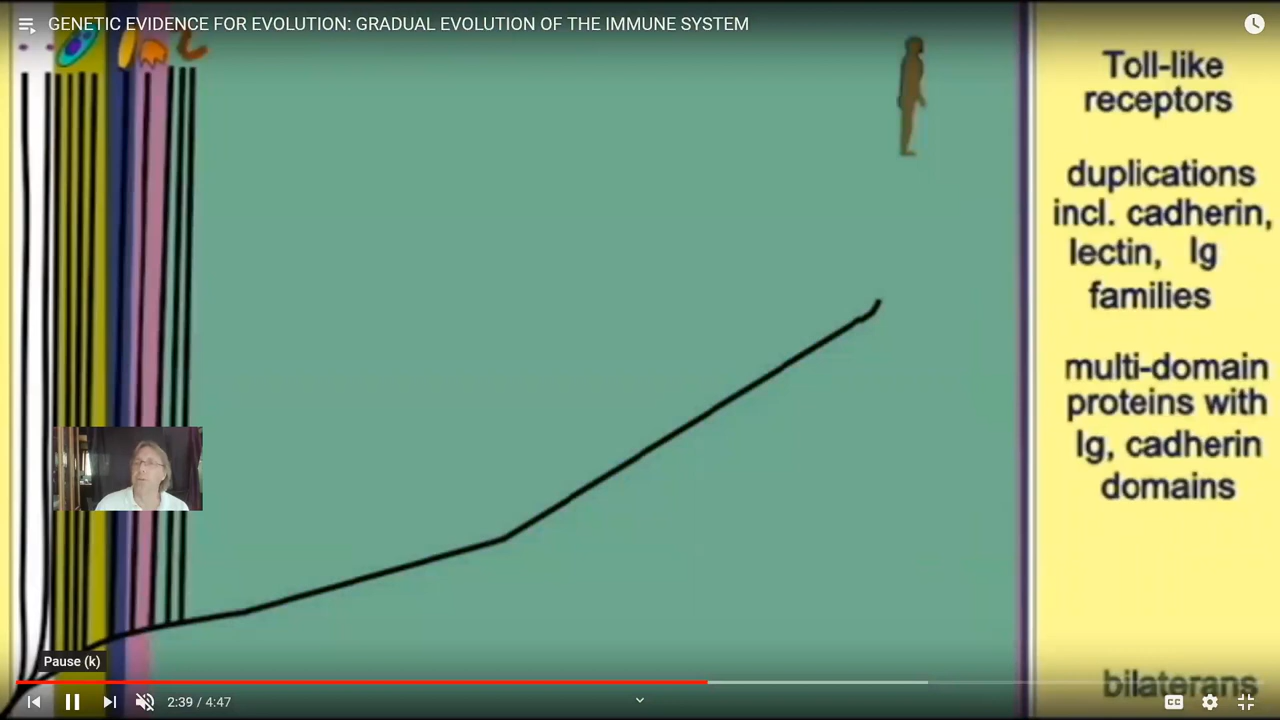 GENETIC EVIDENCE FOR EVOLUTION: GRADUAL EVOLUTION OF THE IMMUNE SYSTEM
Toll-like
receptors
duplications
incl. cadherin,
lectin, Ig
families
multi-domain
proteins with
Ig, cadherin
domains
bilaterans
Pause (k)
2:39 / 4:47
CC